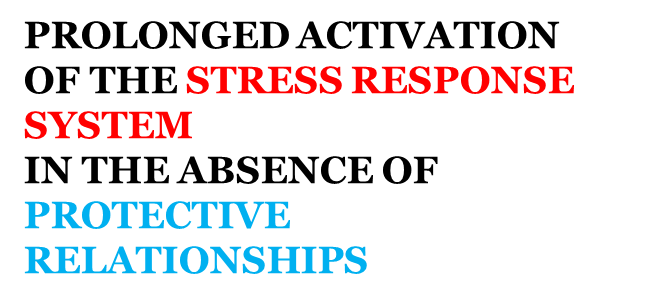 PROLONGED ACTIVATION
OF THE STRESS RESPONSE
SYSTEM
IN THE ABSENCE OF
PROTECTIVE
RELATIONSHIPS